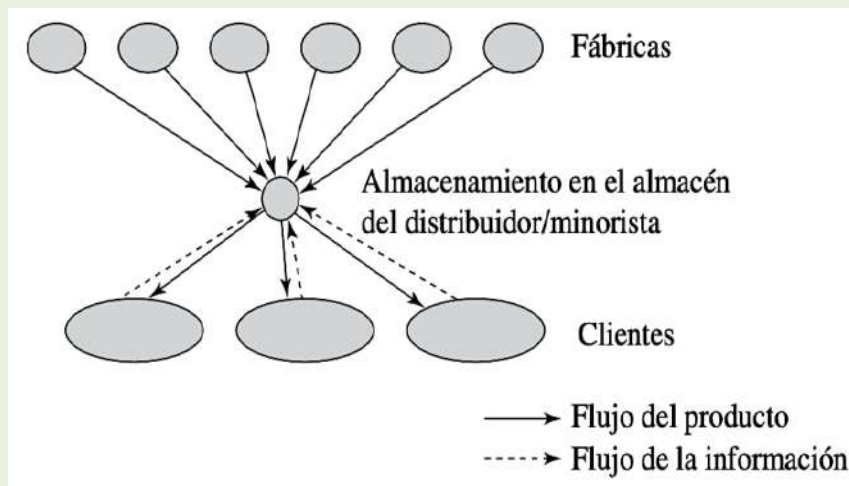 Fábricas
Almacenamiento en el almacén
del distribuidor/minorista
Clientes
Flujo del producto
Flujo de la información